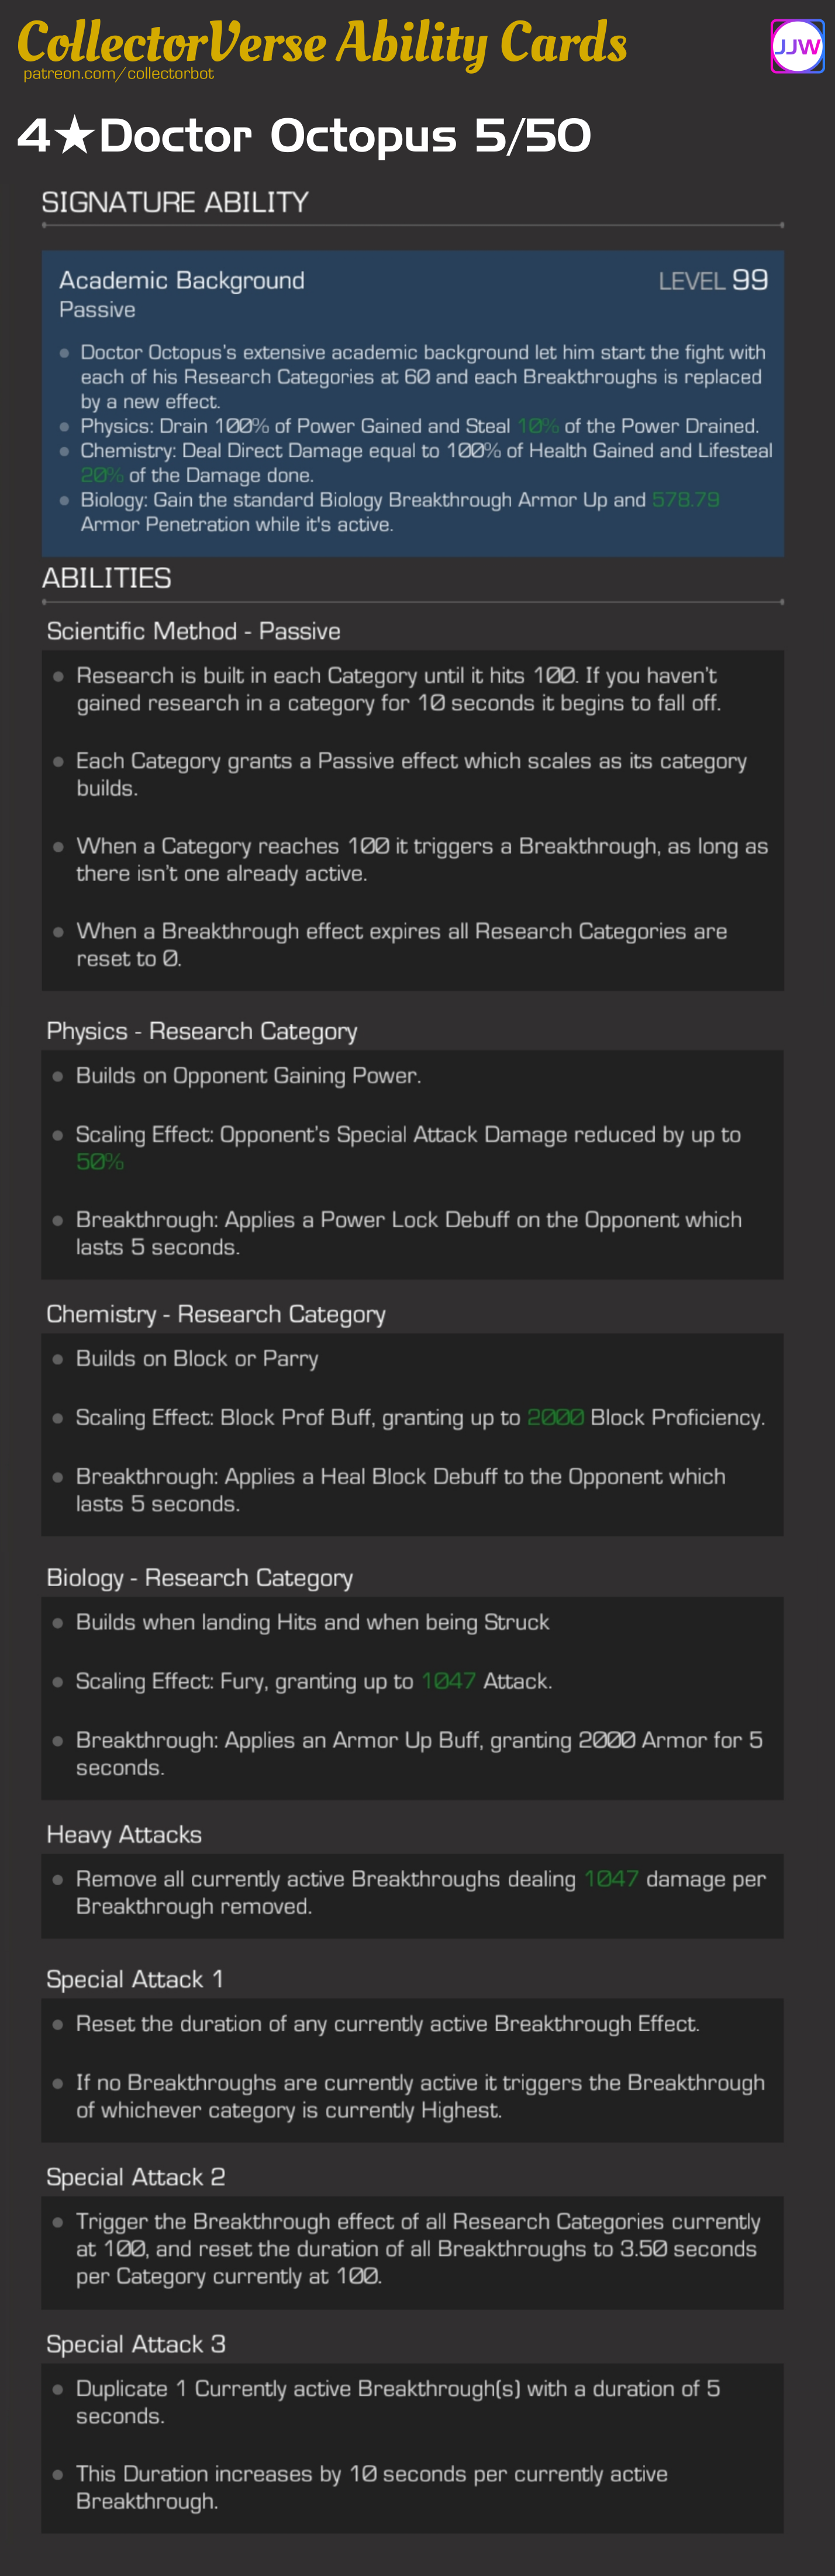 CollectorVerse Ability Cards
patreon.com/collectorbot
JJW
4★Doctor Octopus 5/50
SIGNATURE ABILITY
Academic Background
LEVEL 99
Passive
Doctor Octopus's extensive academic background let him start the fight with
each of his Research Categories at 60 and each Breakthroughs is replaced
by a new effect.
Physics: Drain 100% of Power Gained and Steal 10% of the Power Drained.
Chemistry: Deal Direct Damage equal to 100% of Health Gained and Lifesteal
20% of the Damage done.
Biology: Gain the standard Biology Breakthrough Armor Up and 578.79
Armor Penetration while it's active.
ABILITIES
Scientific Method - Passive
Research is built in each Category until it hits 100. If you haven't
gained research in a category for 10 seconds it begins to fall off.
Each Category grants a Passive effect which scales as its category
builds.
When a Category reaches 100 it triggers a Breakthrough, as long as
there isn't one already active.
When a Breakthrough effect expires all Research Categories are
reset to 0.
Physics - Research Category
Builds on Opponent Gaining Power.
Scaling Effect: Opponent's Special Attack Damage reduced by up to
50%
Breakthrough: Applies a Power Lock Debuff on the Opponent which
lasts 5 seconds.
Chemistry - Research Category
Builds on Block or Parry
Scaling Effect: Block Prof Buff, granting up to 2000 Block Proficiency.
Breakthrough: Applies a Heal Block Debuff to the Opponent which
lasts 5 seconds.
Biology - Research Category
Builds when landing Hits and when being Struck
Scaling Effect: Fury, granting up to 1047 Attack.
Breakthrough: Applies an Armor Up Buff, granting 2000 Armor for 5
seconds.
Heavy Attacks
Remove all currently active Breakthroughs dealing 1047 damage per
Breakthrough removed.
Special Attack 1
Reset the duration of any currently active Breakthrough Effect.
If no Breakthroughs are currently active it triggers the Breakthrough
of whichever category is currently Highest.
Special Attack 2
Trigger the Breakthrough effect of all Research Categories currently
at 100, and reset the duration of all Breakthroughs to 3.50 seconds
per Category currently at 100.
Special Attack 3
Duplicate 1 Currently active Breakthrough(s) with a duration of 5
seconds.
This Duration increases by 10 seconds per currently active
Breakthrough.